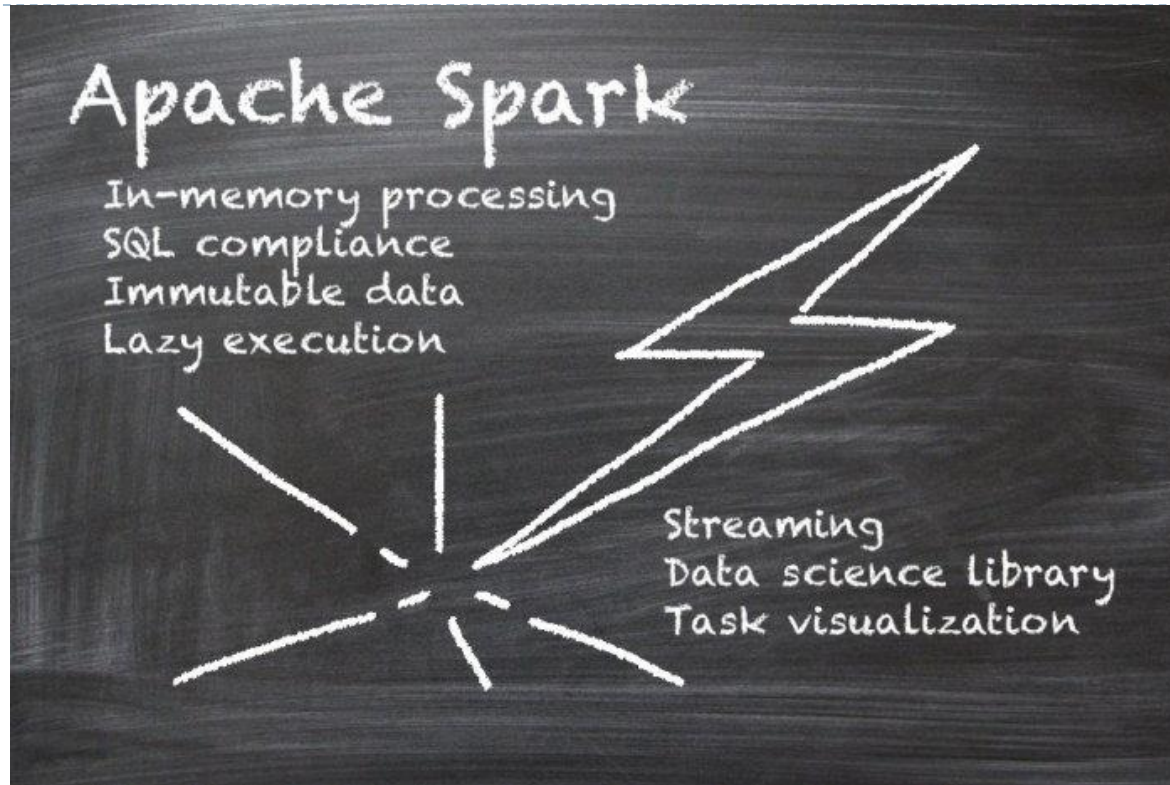 Apache Spark
In-memory processing
SQL compliance
Immutable data
Lazy execution
Streaming
Data science library
Task visualization